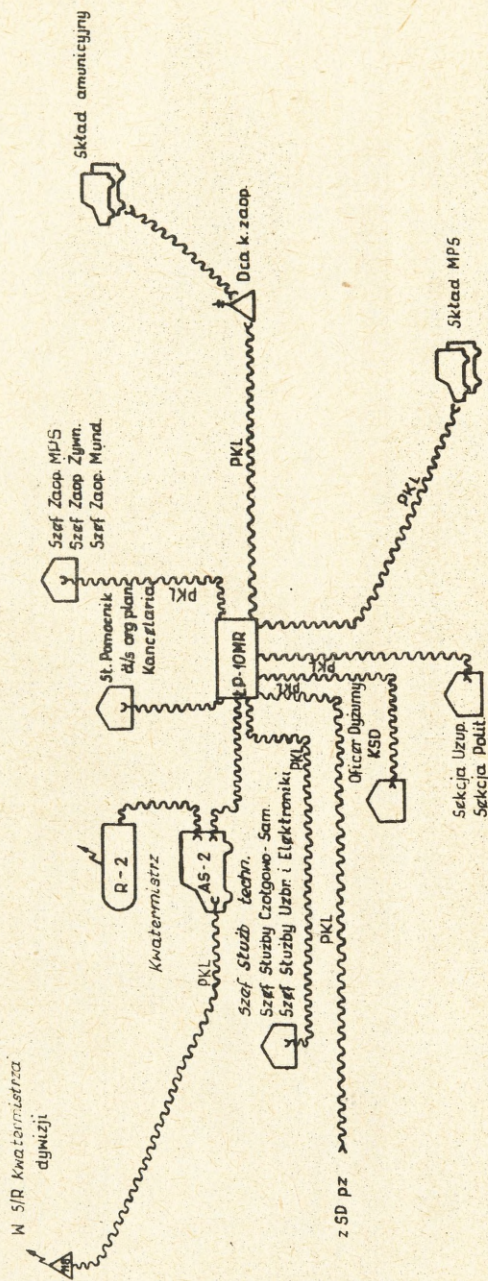 W S/R Kwatermistrza
dywizji
PKL
R-2
Kwatermistrz
AS-2
St. Pomocnik
d/s org plan
Kancelaria
Szef Zaop. MPS
Szef Zaop Żywn.
Szef Zaop. Mund.
PKL
ŁP-10MR
PKL
Dca k. zaop.
Skład amunicyjny
PKL
Skład MPS
Szef Służb techn.
Szef Służby Czołgowo-Sam.
Szef Służby Uzbr. i Elektroniki
PKL
PKL
PKL
Oficer Dyżurny
KSD
Sekcja Uzup.
Sekcja Polit.
PKL
z SD pz